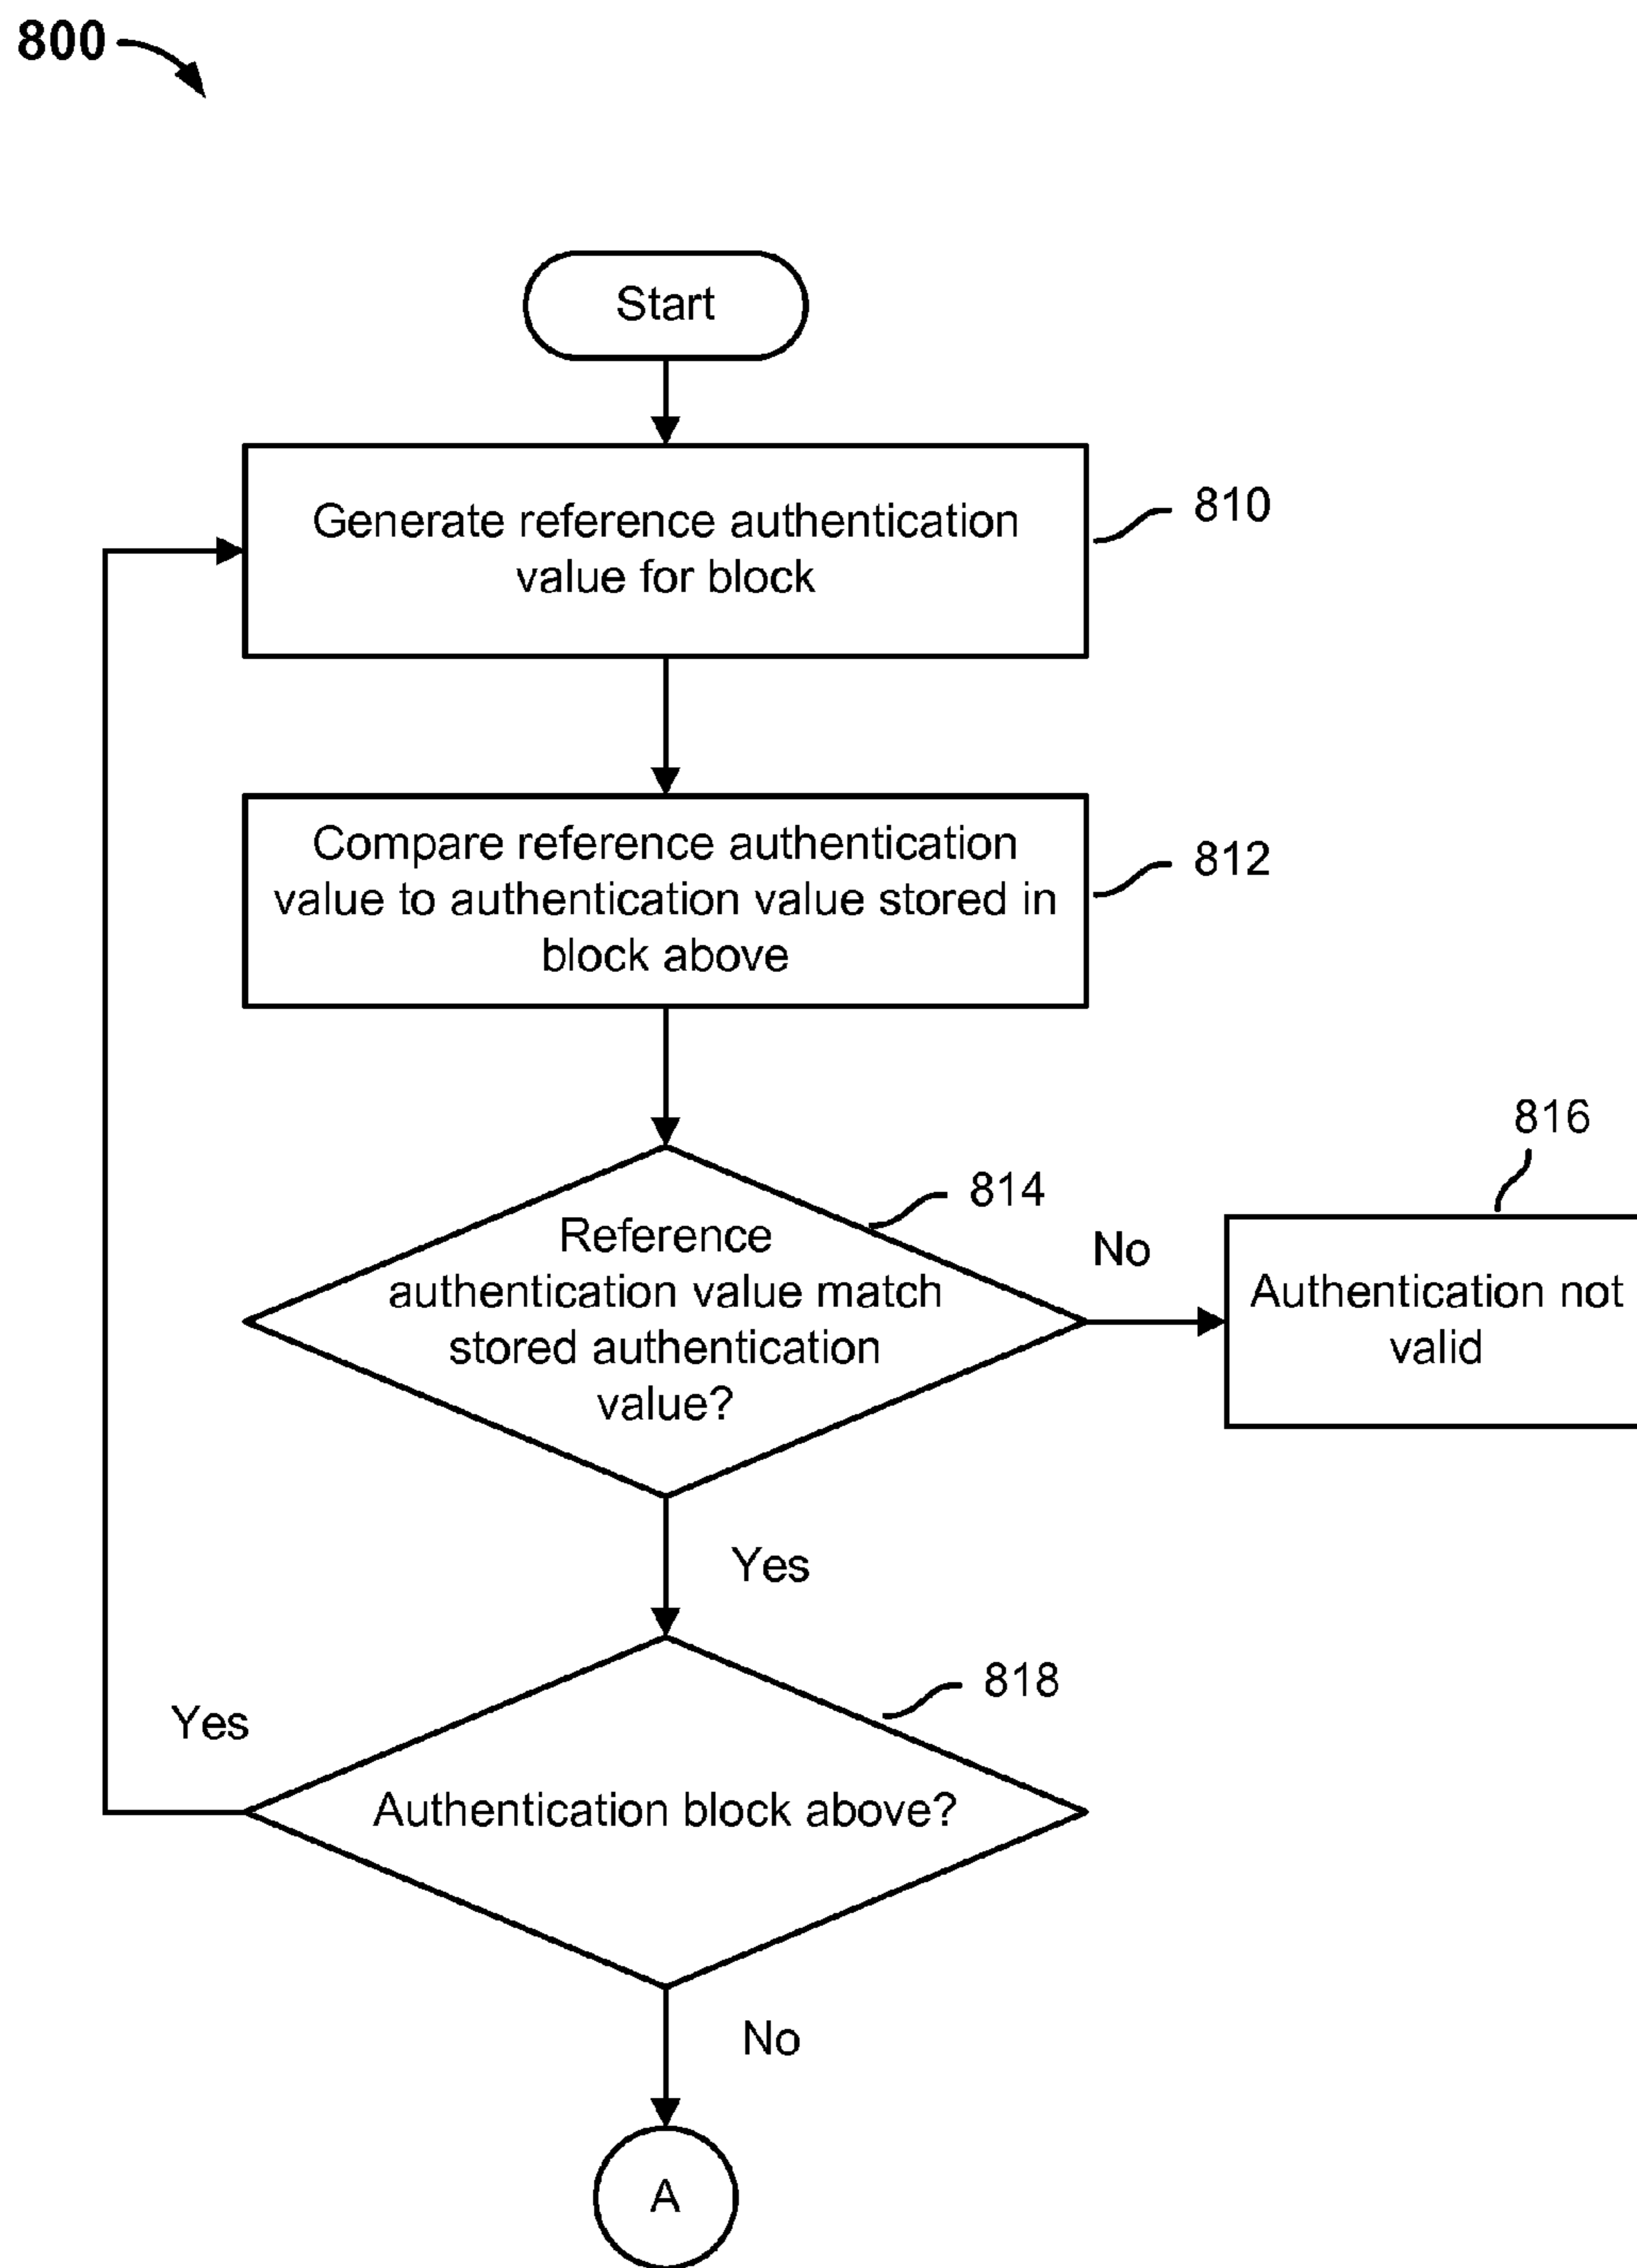 800
Start
Generate reference authentication
value for block
810
Compare reference authentication
value to authentication value stored in
block above
812
816
814
Reference
authentication value match
stored authentication
value?
No
Authentication not
valid
Yes
818
Yes
Authentication block above?
No
A